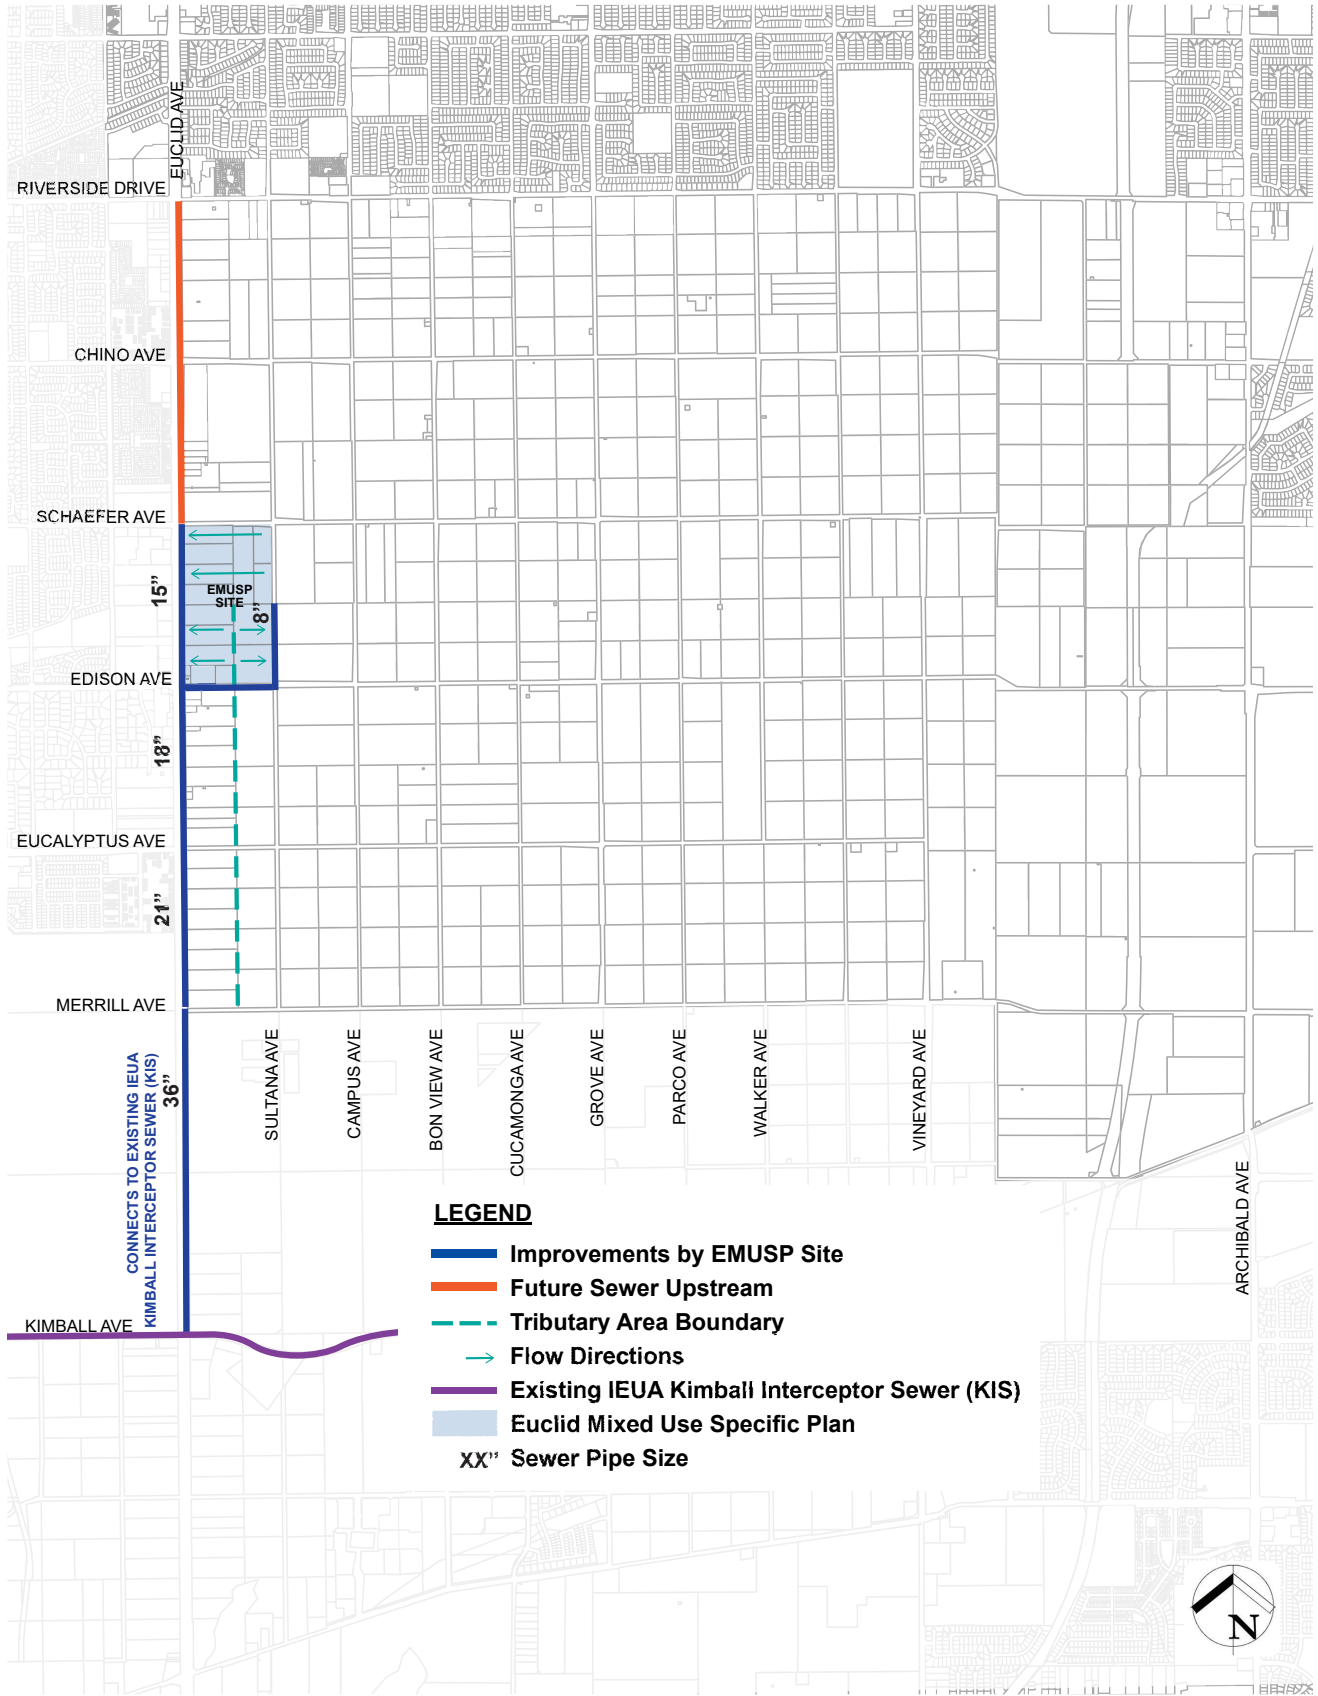 EUCLID AVE
RIVERSIDE DRIVE
CHINO AVE
SCHAEFER AVE
15”
EMUSP
SITE
8”
EDISON AVE
18”
EUCALYPTUS AVE
21”
MERRILL AVE
CONNECTS TO EXISTING IEUA
KIMBALL INTERCEPTOR SEWER (KIS)
36”
SULTANA AVE
CAMPUS AVE
BON VIEW AVE
CUCAMONGA AVE
GROVE AVE
PARCO AVE
WALKER AVE
VINEYARD AVE
ARCHIBALD AVE
KIMBALL AVE
LEGEND
Improvements by EMUSP Site
Future Sewer Upstream
Tributary Area Boundary
Flow Directions
Existing IEUA Kimball Interceptor Sewer (KIS)
Euclid Mixed Use Specific Plan
XX” Sewer Pipe Size
N